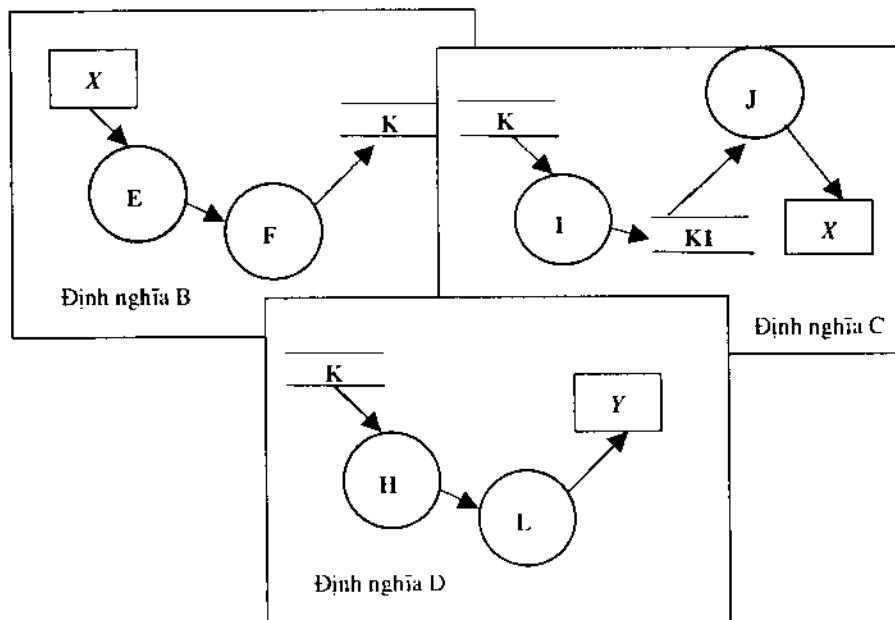 X
E
F
K
Định nghĩa B
K
I
K1
J
X
Định nghĩa C
K
H
L
Y
Định nghĩa D